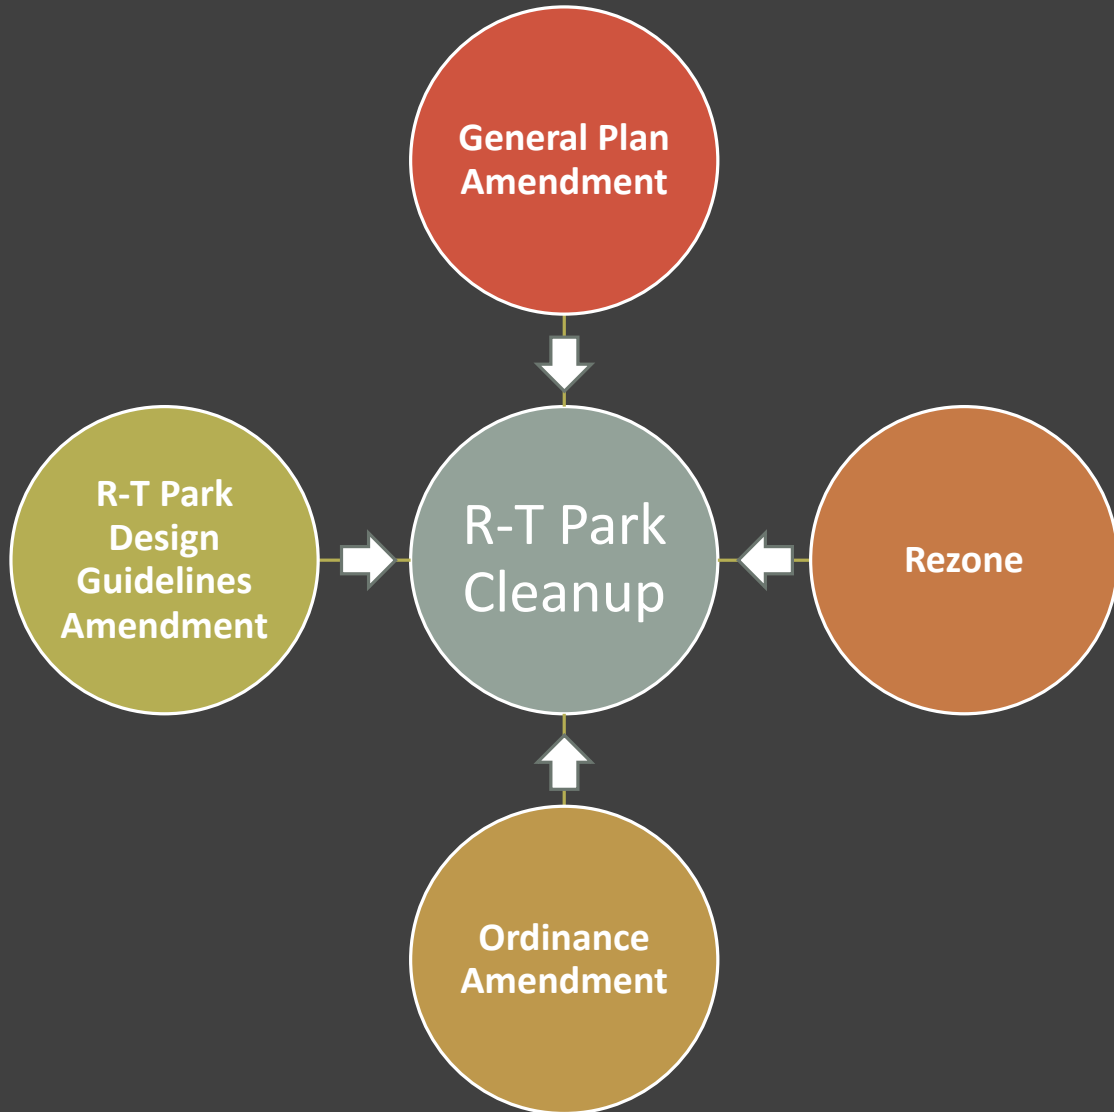 General Plan
Amendment
R-T Park
Design
Guidelines
Amendment
R-T Park
Cleanup
Rezone
Ordinance
Amendment